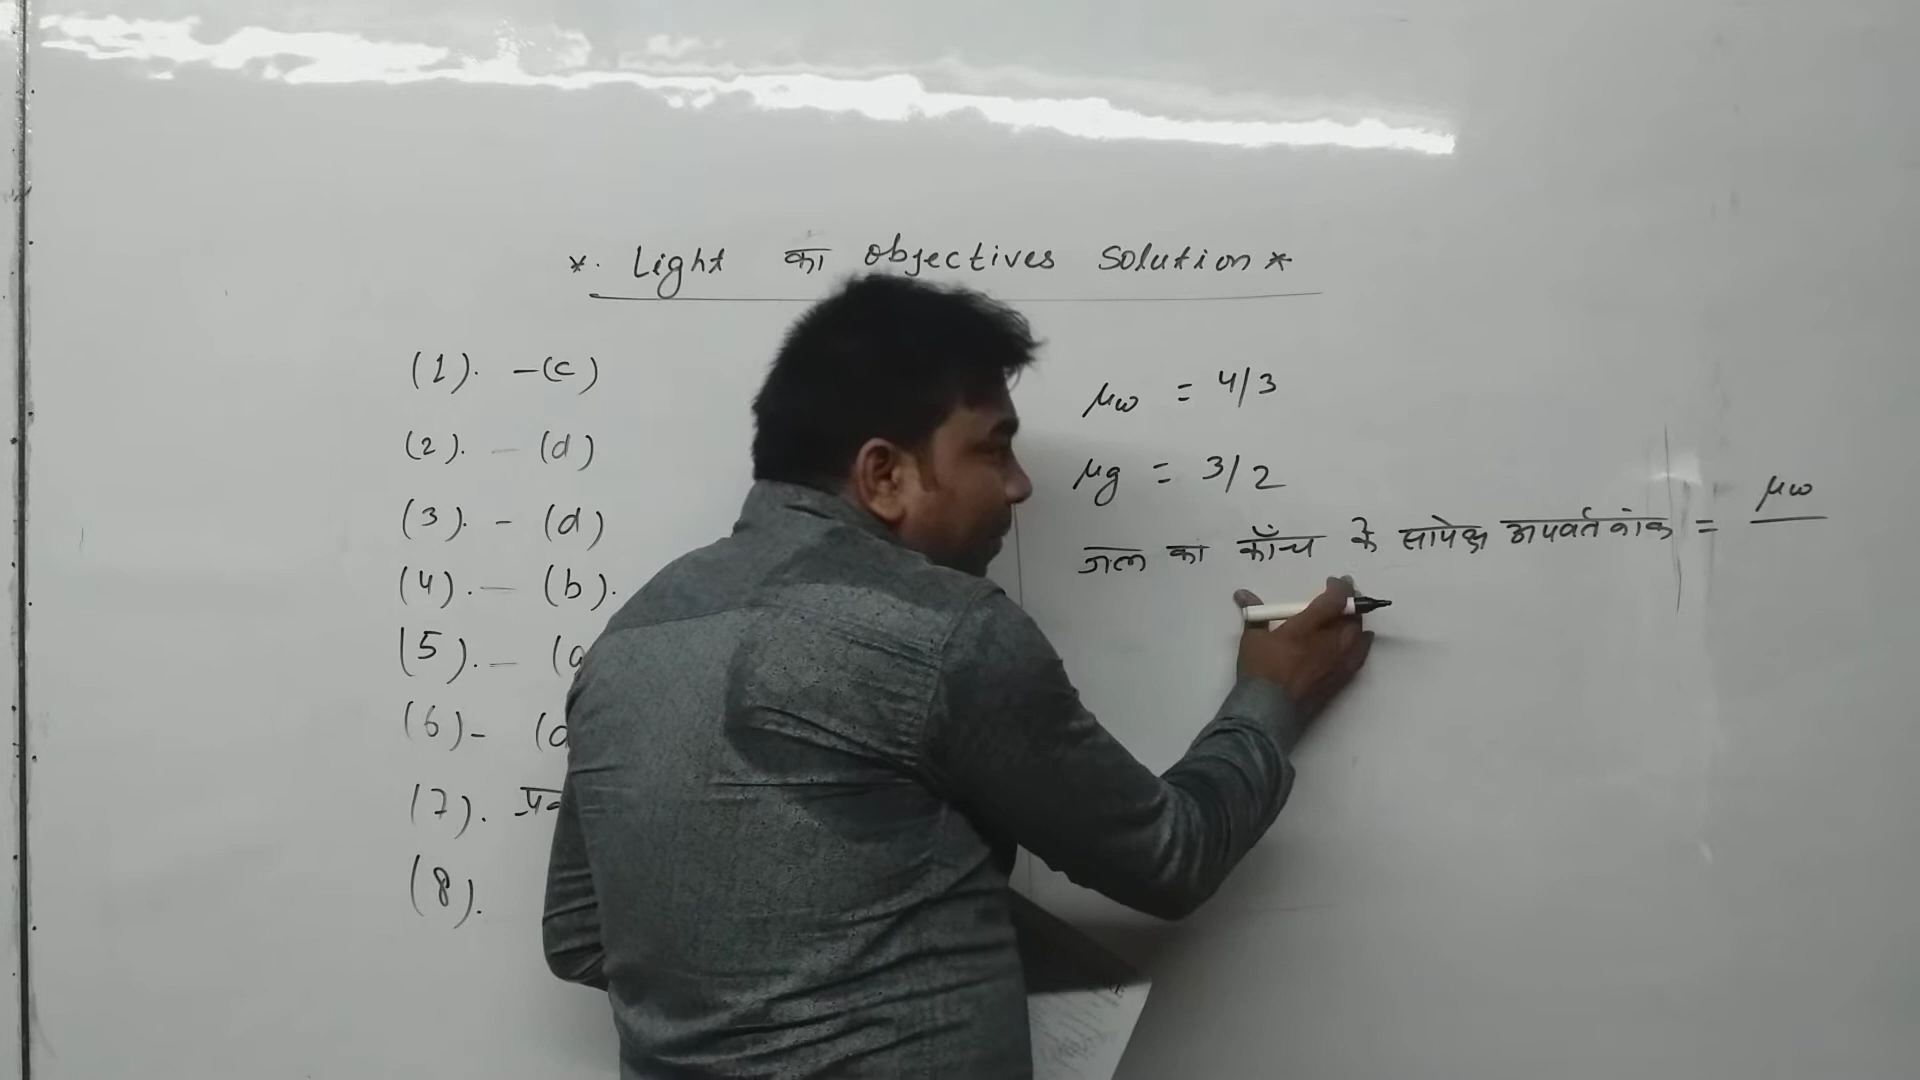 *. Light का objectives solution *
(1). - (c)
(2). - (d)
(3). - (d)
(4). - (b).
(5). - (
(6) - (
(7).
(8).
μw = 4/3
μg = 3/2
जल का काँच के सापेक्ष अपवर्तनांक = μw